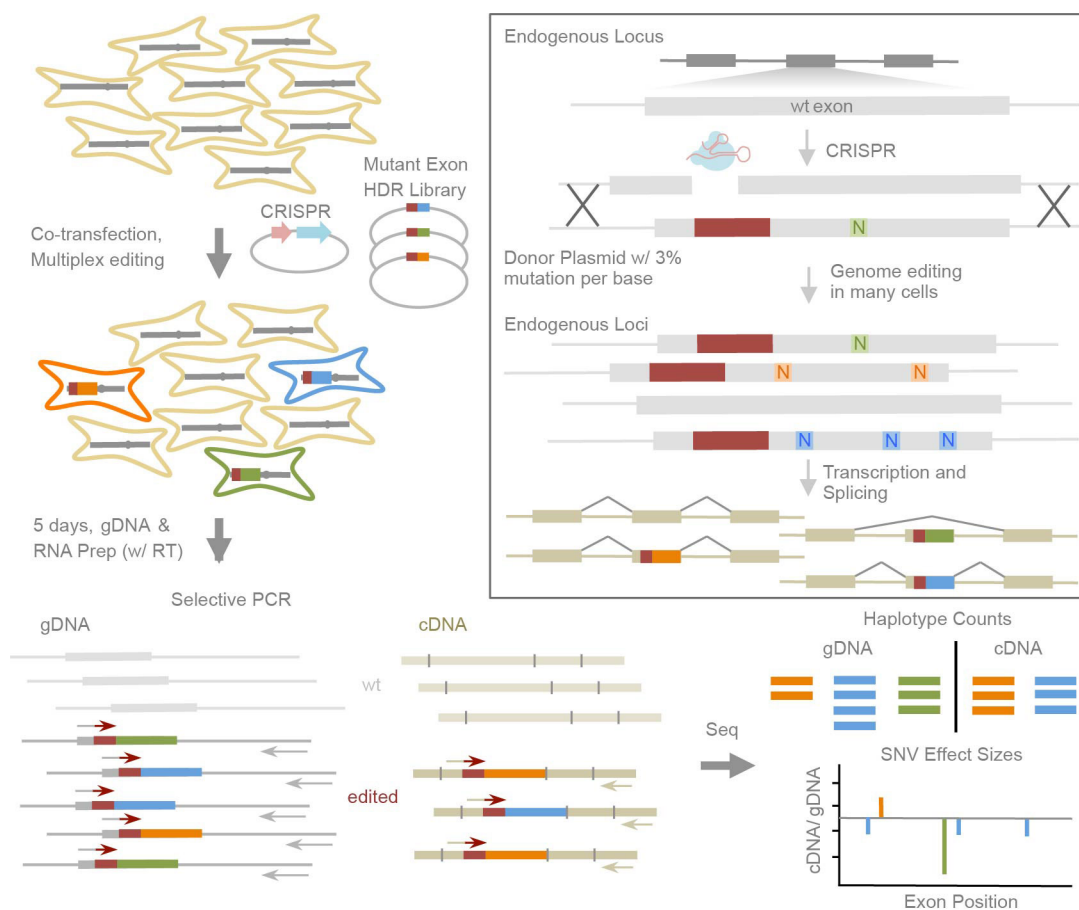 CRISPR
Mutant Exon
HDR Library
Co-transfection,
Multiplex editing
5 days, gDNA &
RNA Prep (w/ RT)
Endogenous Locus
wt exon
CRISPR
N
Donor Plasmid w/ 3%
mutation per base
Genome editing
in many cells
Endogenous Loci
N
N N
N N N
Transcription and
Splicing
Selective PCR
gDNA
cDNA
wt
edited
Seq
Haplotype Counts
gDNA cDNA
SNV Effect Sizes
cDNA/ gDNA
Exon Position